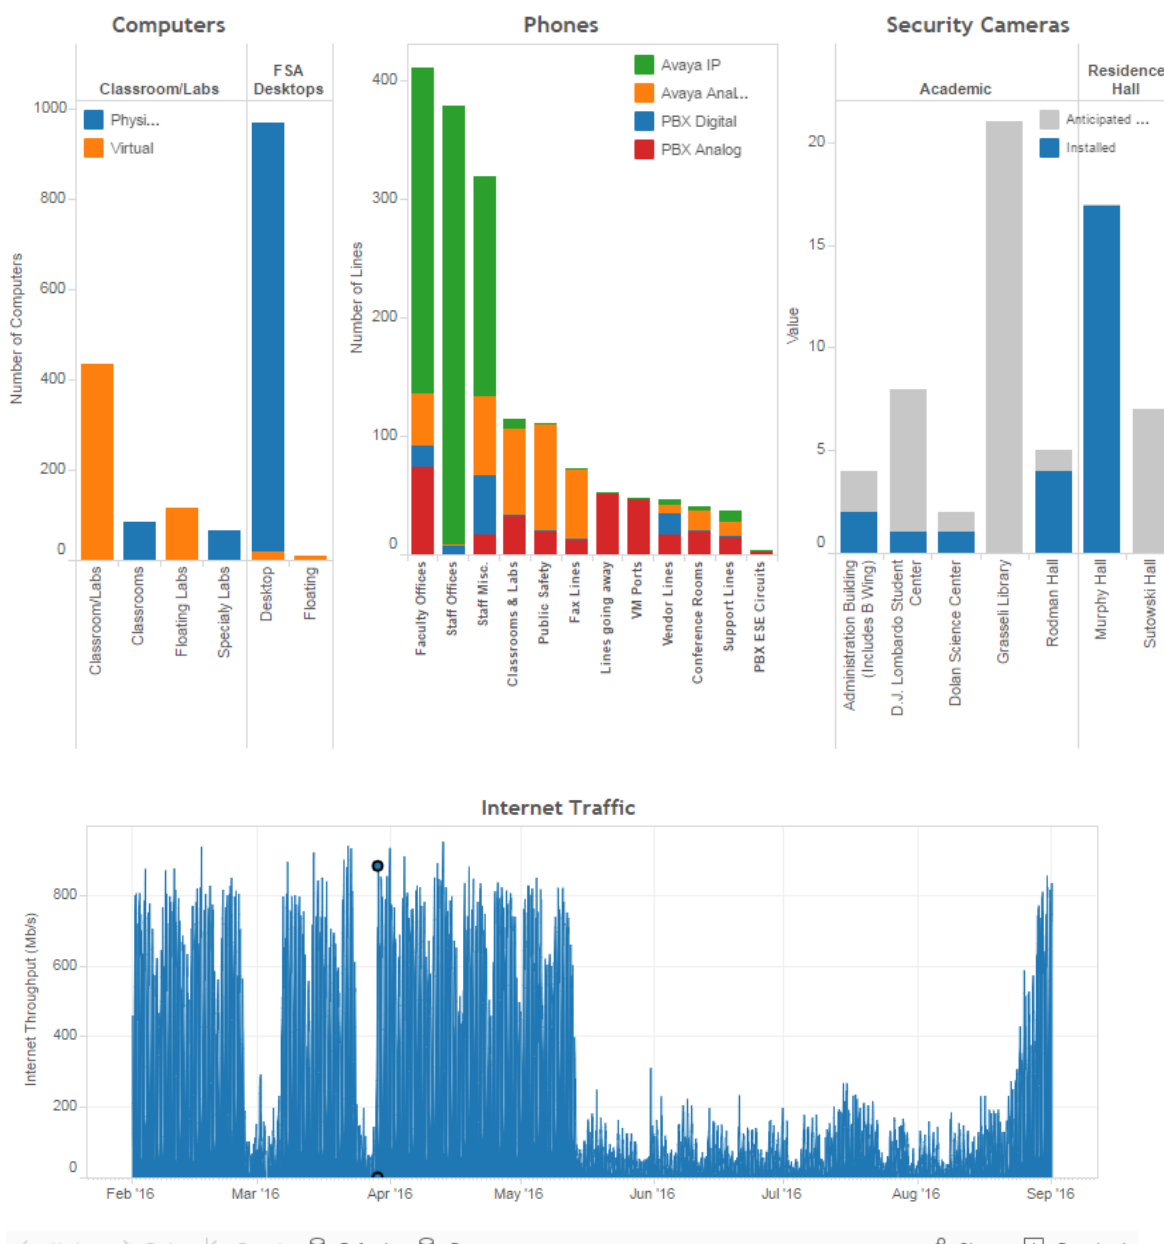 Computers
Phones
Security Cameras
Classroom/Labs
FSA
Desktops
Physi...
Virtual
Number of Computers
1000
800
600
400
200
0
Classroom/Labs
Classrooms
Floating Labs
Specialy Labs
Desktop
Floating
Avaya IP
Avaya Anal...
PBX Digital
PBX Analog
Number of Lines
400
300
200
100
0
Faculty Offices
Staff Offices
Staff Misc.
Classrooms & Labs
Public Safety
Fax Lines
Lines going away
VM Ports
Vendor Lines
Conference Rooms
Support Lines
PBX ESE Circuits
Academic
Residence
Hall
Anticipated ...
Installed
Value
20
15
10
5
0
Administration Building
(Includes B Wing)
D.J. Lombardo Student
Center
Dolan Science Center
Grasseli Library
Rodman Hall
Murphy Hall
Sutowski Hall
Internet Traffic
Internet Throughput (Mb/s)
800
600
400
200
0
Feb '16
Mar '16
Apr '16
May '16
Jun '16
Jul '16
Aug '16
Sep '16